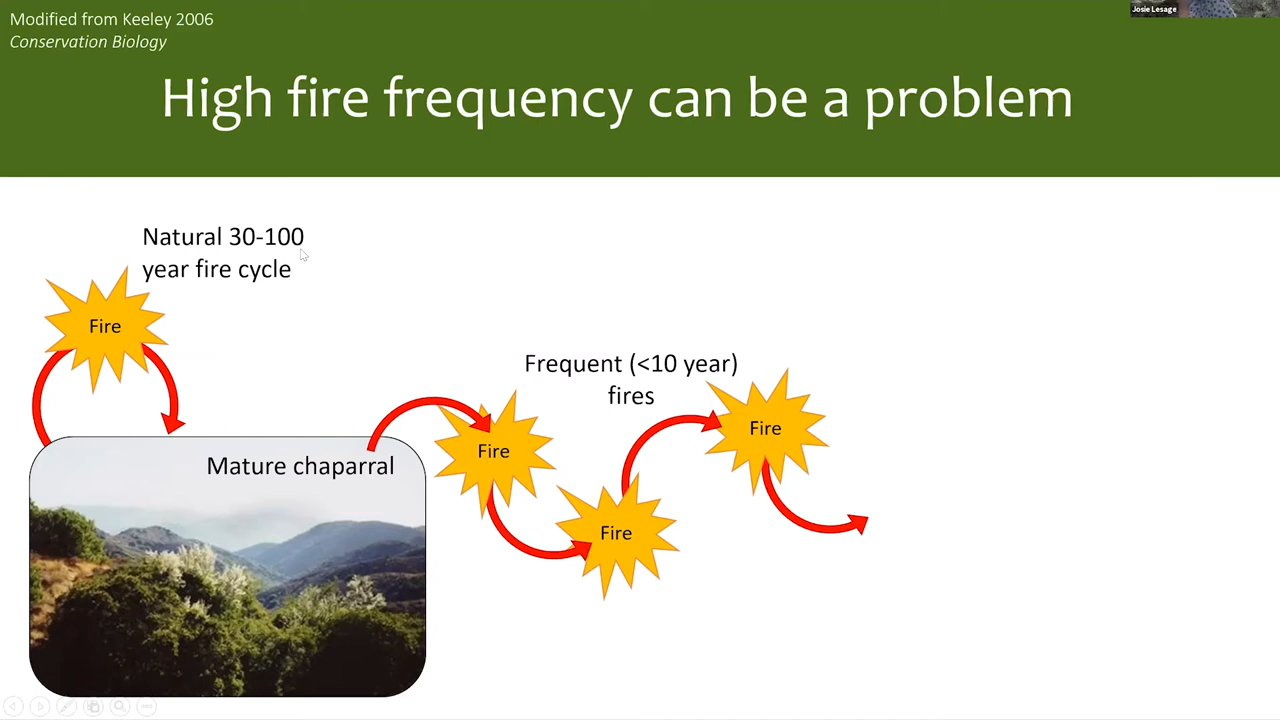 Modified from Keeley 2006
Conservation Biology
Josie Lesage
High fire frequency can be a problem
Natural 30-100
year fire cycle
Fire
Frequent (<10 year)
fires
Fire
Fire
Fire
Mature chaparral